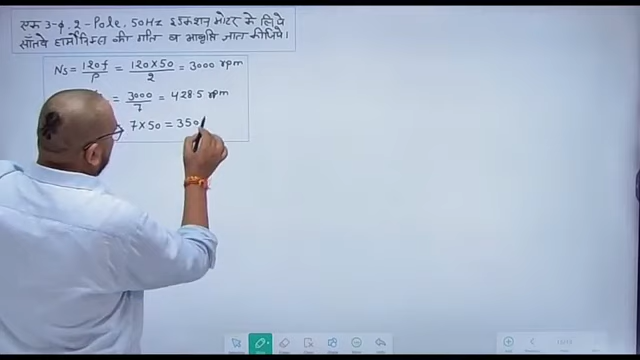 एक 3-ϕ, 2-Pole, 50Hz इंडक्शन मोटर के लिये
साँतवे हार्मोनिक्स की गति व आवृत्ति ज्ञात कीजिये।
Ns = 120f/P = 120×50/2 = 3000 rpm
= 3000/7 = 428.5 rpm
7×50 = 350